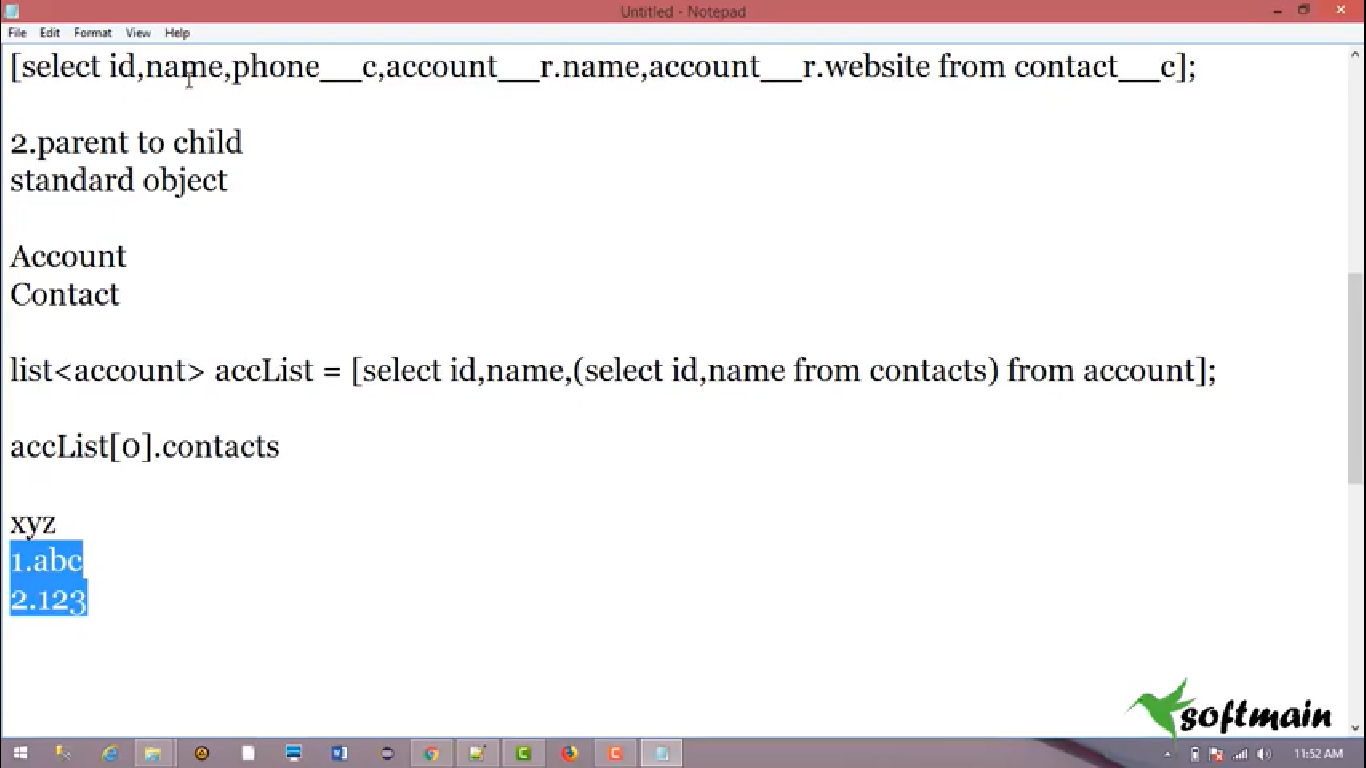 Untitled - Notepad
File Edit Format View Help
[select id,name,phone__c,account__r.name,account__r.website from contact__c];
2.parent to child
standard object
Account
Contact
list<account> accList = [select id,name,(select id,name from contacts) from account];
accList[0].contacts
xyz
1.abc
2.123
softmain
11:52 AM